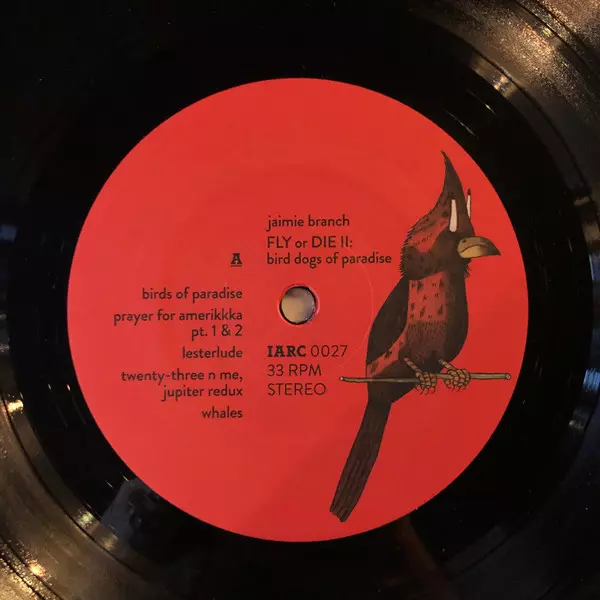 jaimie branch
FLY or DIE II:
bird dogs of paradise
A
birds of paradise
prayer for amerikkka
pt. 1 & 2
lesterlude
twenty-three n me,
jupiter redux
whales
IARC 0027
33 RPM
STEREO